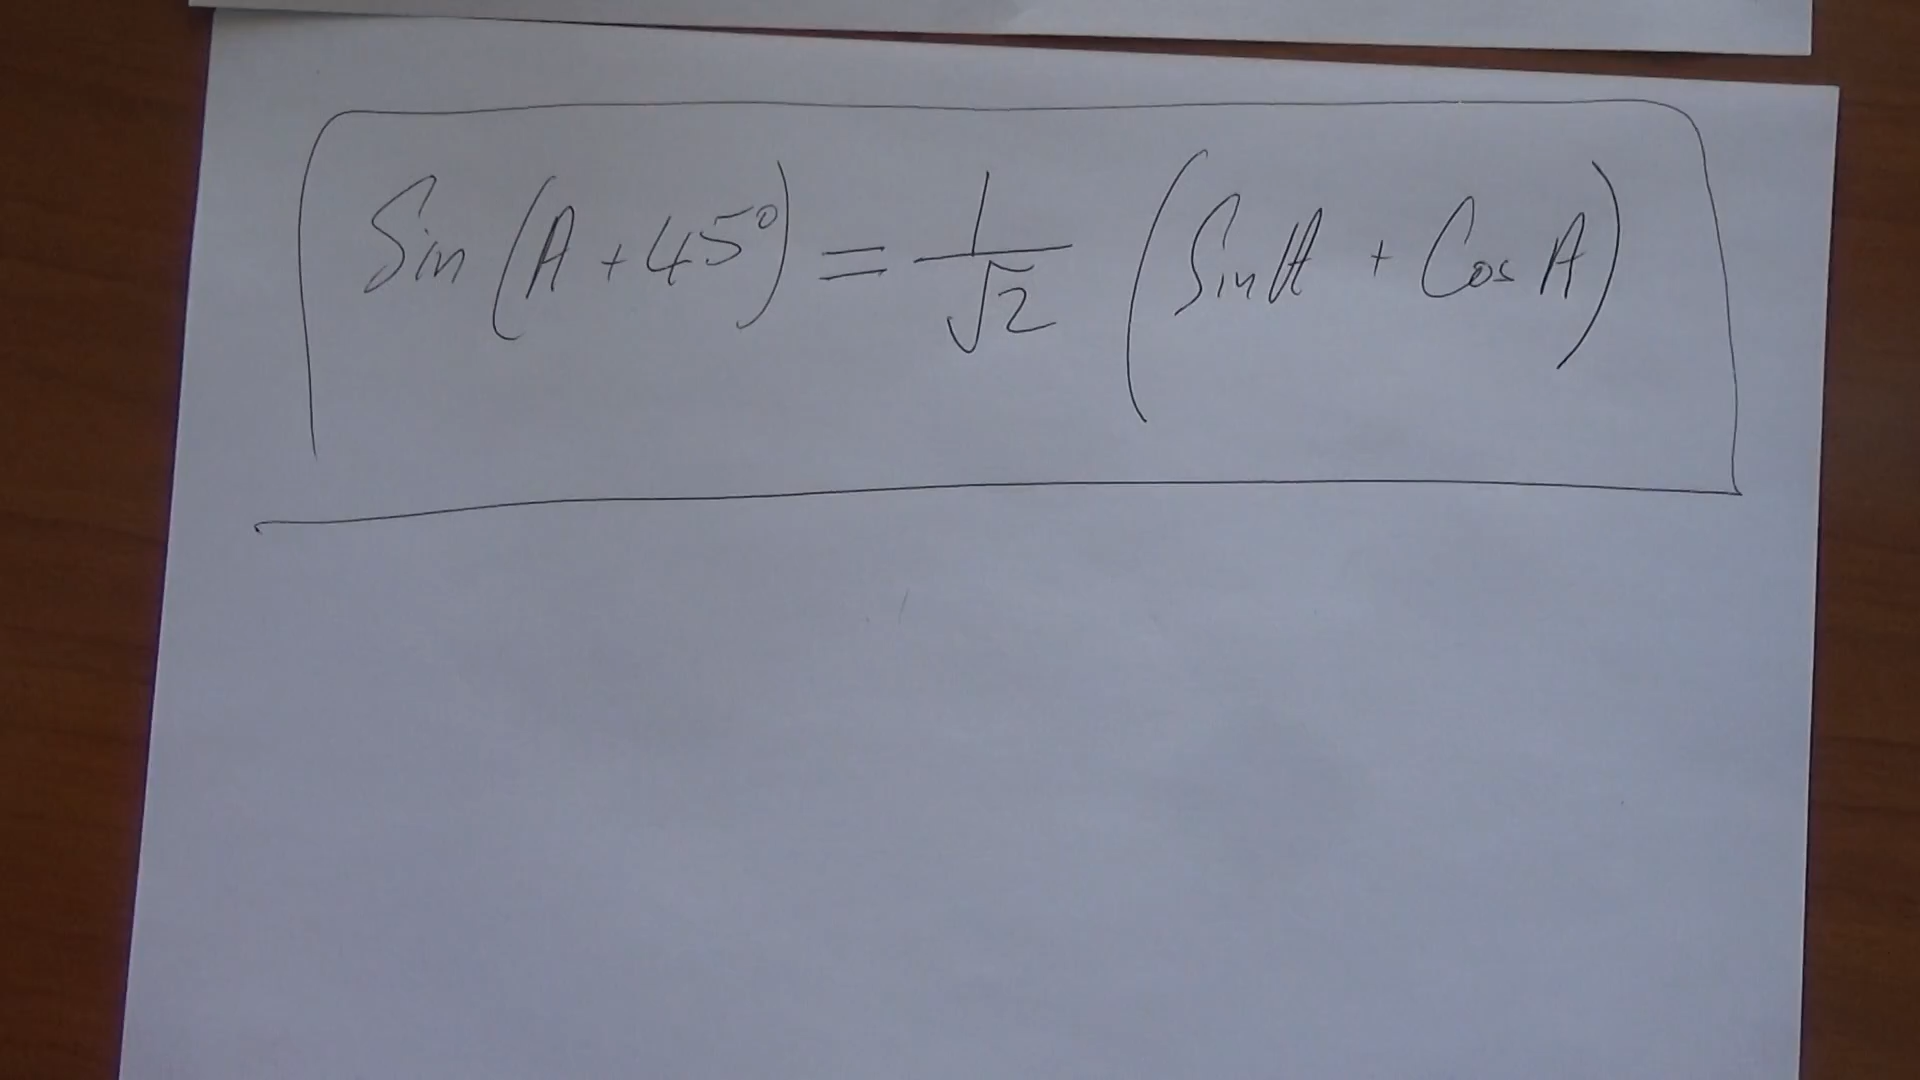 Sin (A + 45°) = 1/√2 (Sin A + Cos A)